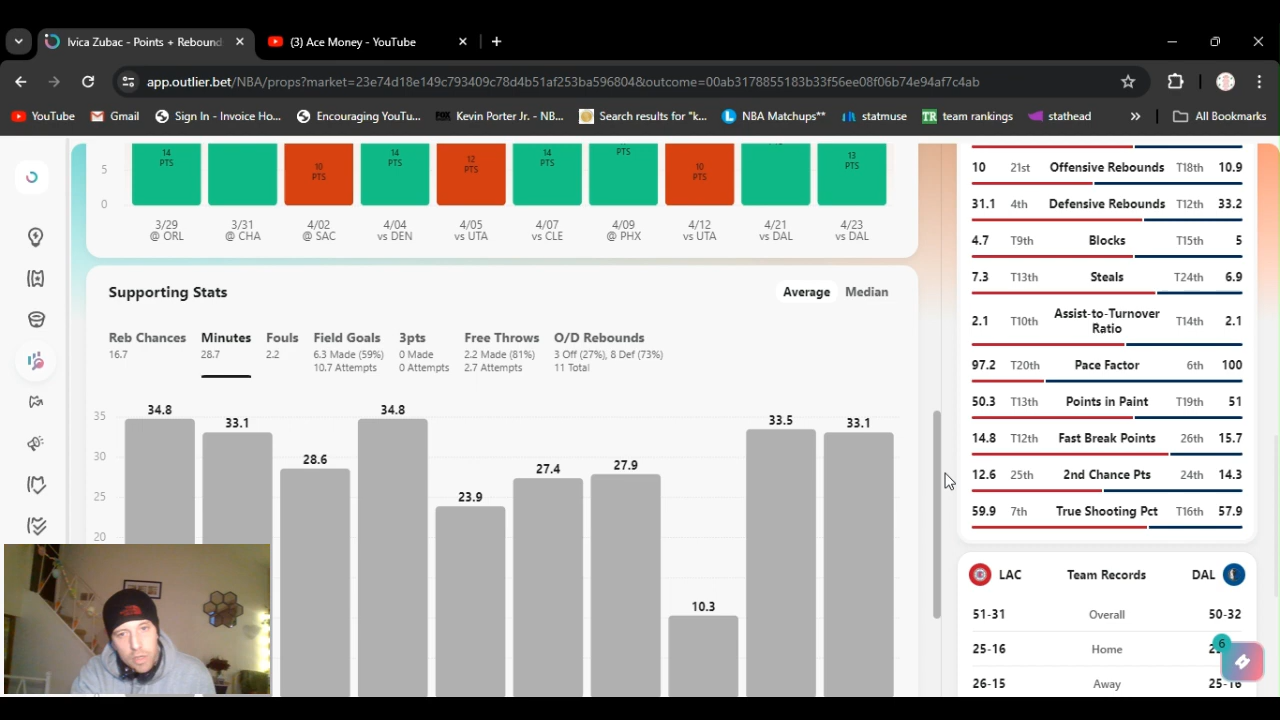 Ivica Zubac - Points + Rebound
(3) Ace Money - YouTube
app.outlier.bet/NBA/props?market=23e74d18e149c793409c78d4b51af253ba596804&outcome=00ab3178855183b33f56ee08f06b74e94af7c4ab
YouTube Gmail Sign In - Invoice Ho... Encouraging YouTu... FOX Kevin Porter Jr. - NB... Search results for "k... NBA Matchups** statmuse TR team rankings stathead » All Bookmarks
5
0
14 PTS
10 PTS
14 PTS
12 PTS
14 PTS
PTS
10 PTS
13 PTS
3/29 4/31 4/02 4/04 4/05 4/07 4/09 4/12 4/21 4/23
@ ORL @ CHA @ SAC vs DEN vs UTA vs CLE @ PHX vs UTA vs DAL vs DAL
Supporting Stats
Average Median
Reb Chances Minutes Fouls Field Goals 3pts Free Throws O/D Rebounds
16.7 28.7 2.2 6.3 Made (59%) 0 Made 2.2 Made (81%) 3 Off (27%), 8 Def (73%)
10.7 Attempts 0 Attempts 2.7 Attempts 11 Total
35
30
25
20
34.8
33.1
28.6
34.8
23.9
27.4
27.9
10.3
33.5
33.1
10 21st Offensive Rebounds T18th 10.9
31.1 4th Defensive Rebounds T12th 33.2
4.7 T9th Blocks T15th 5
7.3 T13th Steals T24th 6.9
2.1 T10th Assist-to-Turnover Ratio T14th 2.1
97.2 T20th Pace Factor 6th 100
50.3 T13th Points in Paint T19th 51
14.8 T12th Fast Break Points 26th 15.7
12.6 25th 2nd Chance Pts 24th 14.3
59.9 7th True Shooting Pct T16th 57.9
LAC Team Records DAL
51-31 Overall 50-32
25-16 Home
26-15 Away 25-16
6